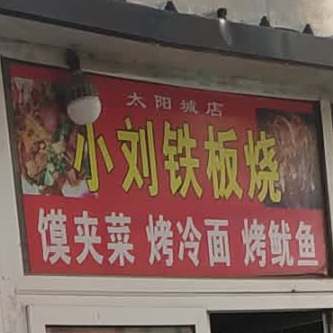 太阳城店
小刘铁板烧
馍夹菜 烤冷面 烤鱿鱼